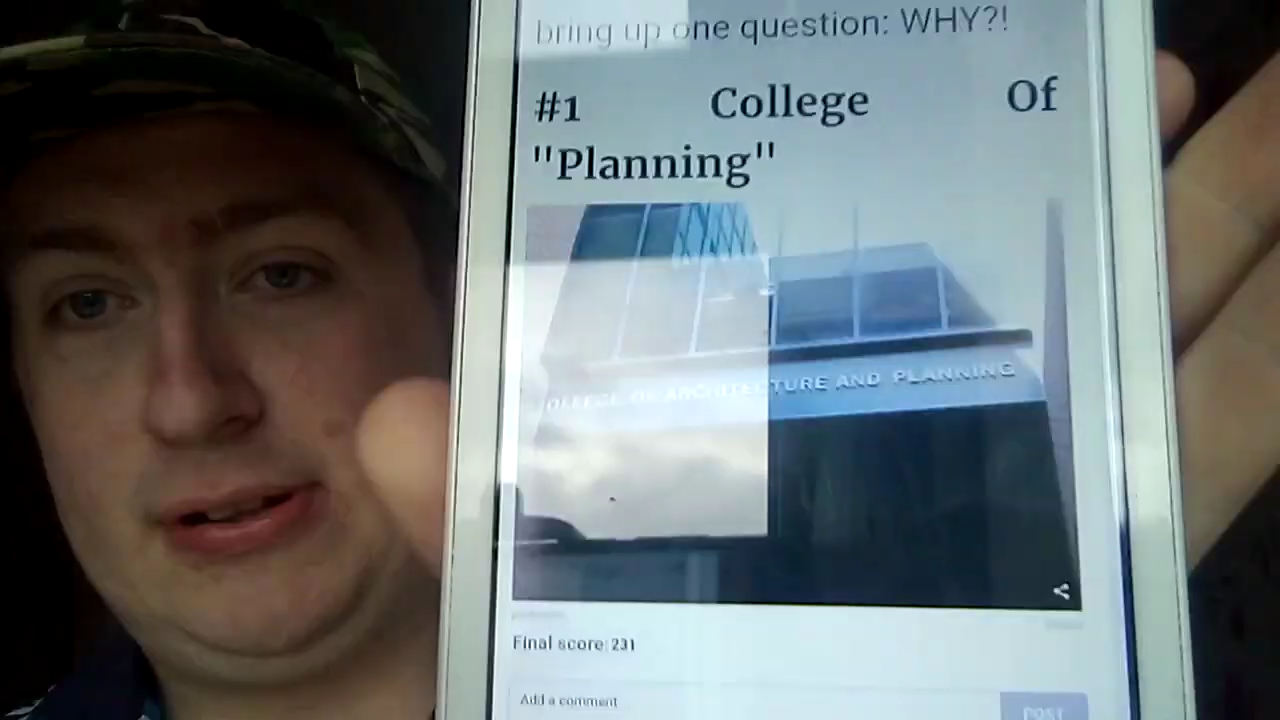 bring up one question: WHY?!
#1 College Of
"Planning"
COLLEGE OF ARCHITECTURE AND PLANNING
Final score: 231
Add a comment
POST